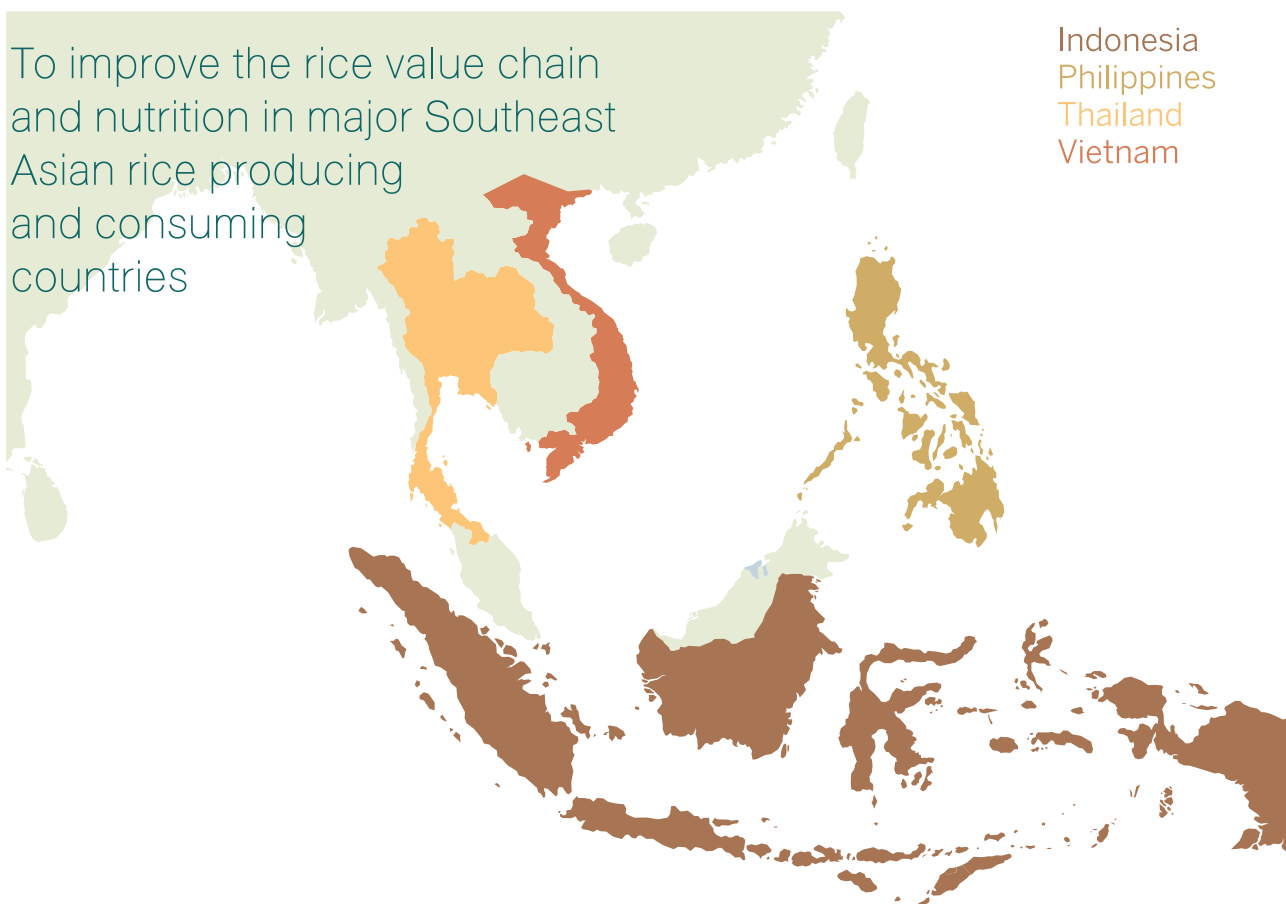 To improve the rice value chain
and nutrition in major Southeast
Asian rice producing
and consuming
countries
Indonesia
Philippines
Thailand
Vietnam